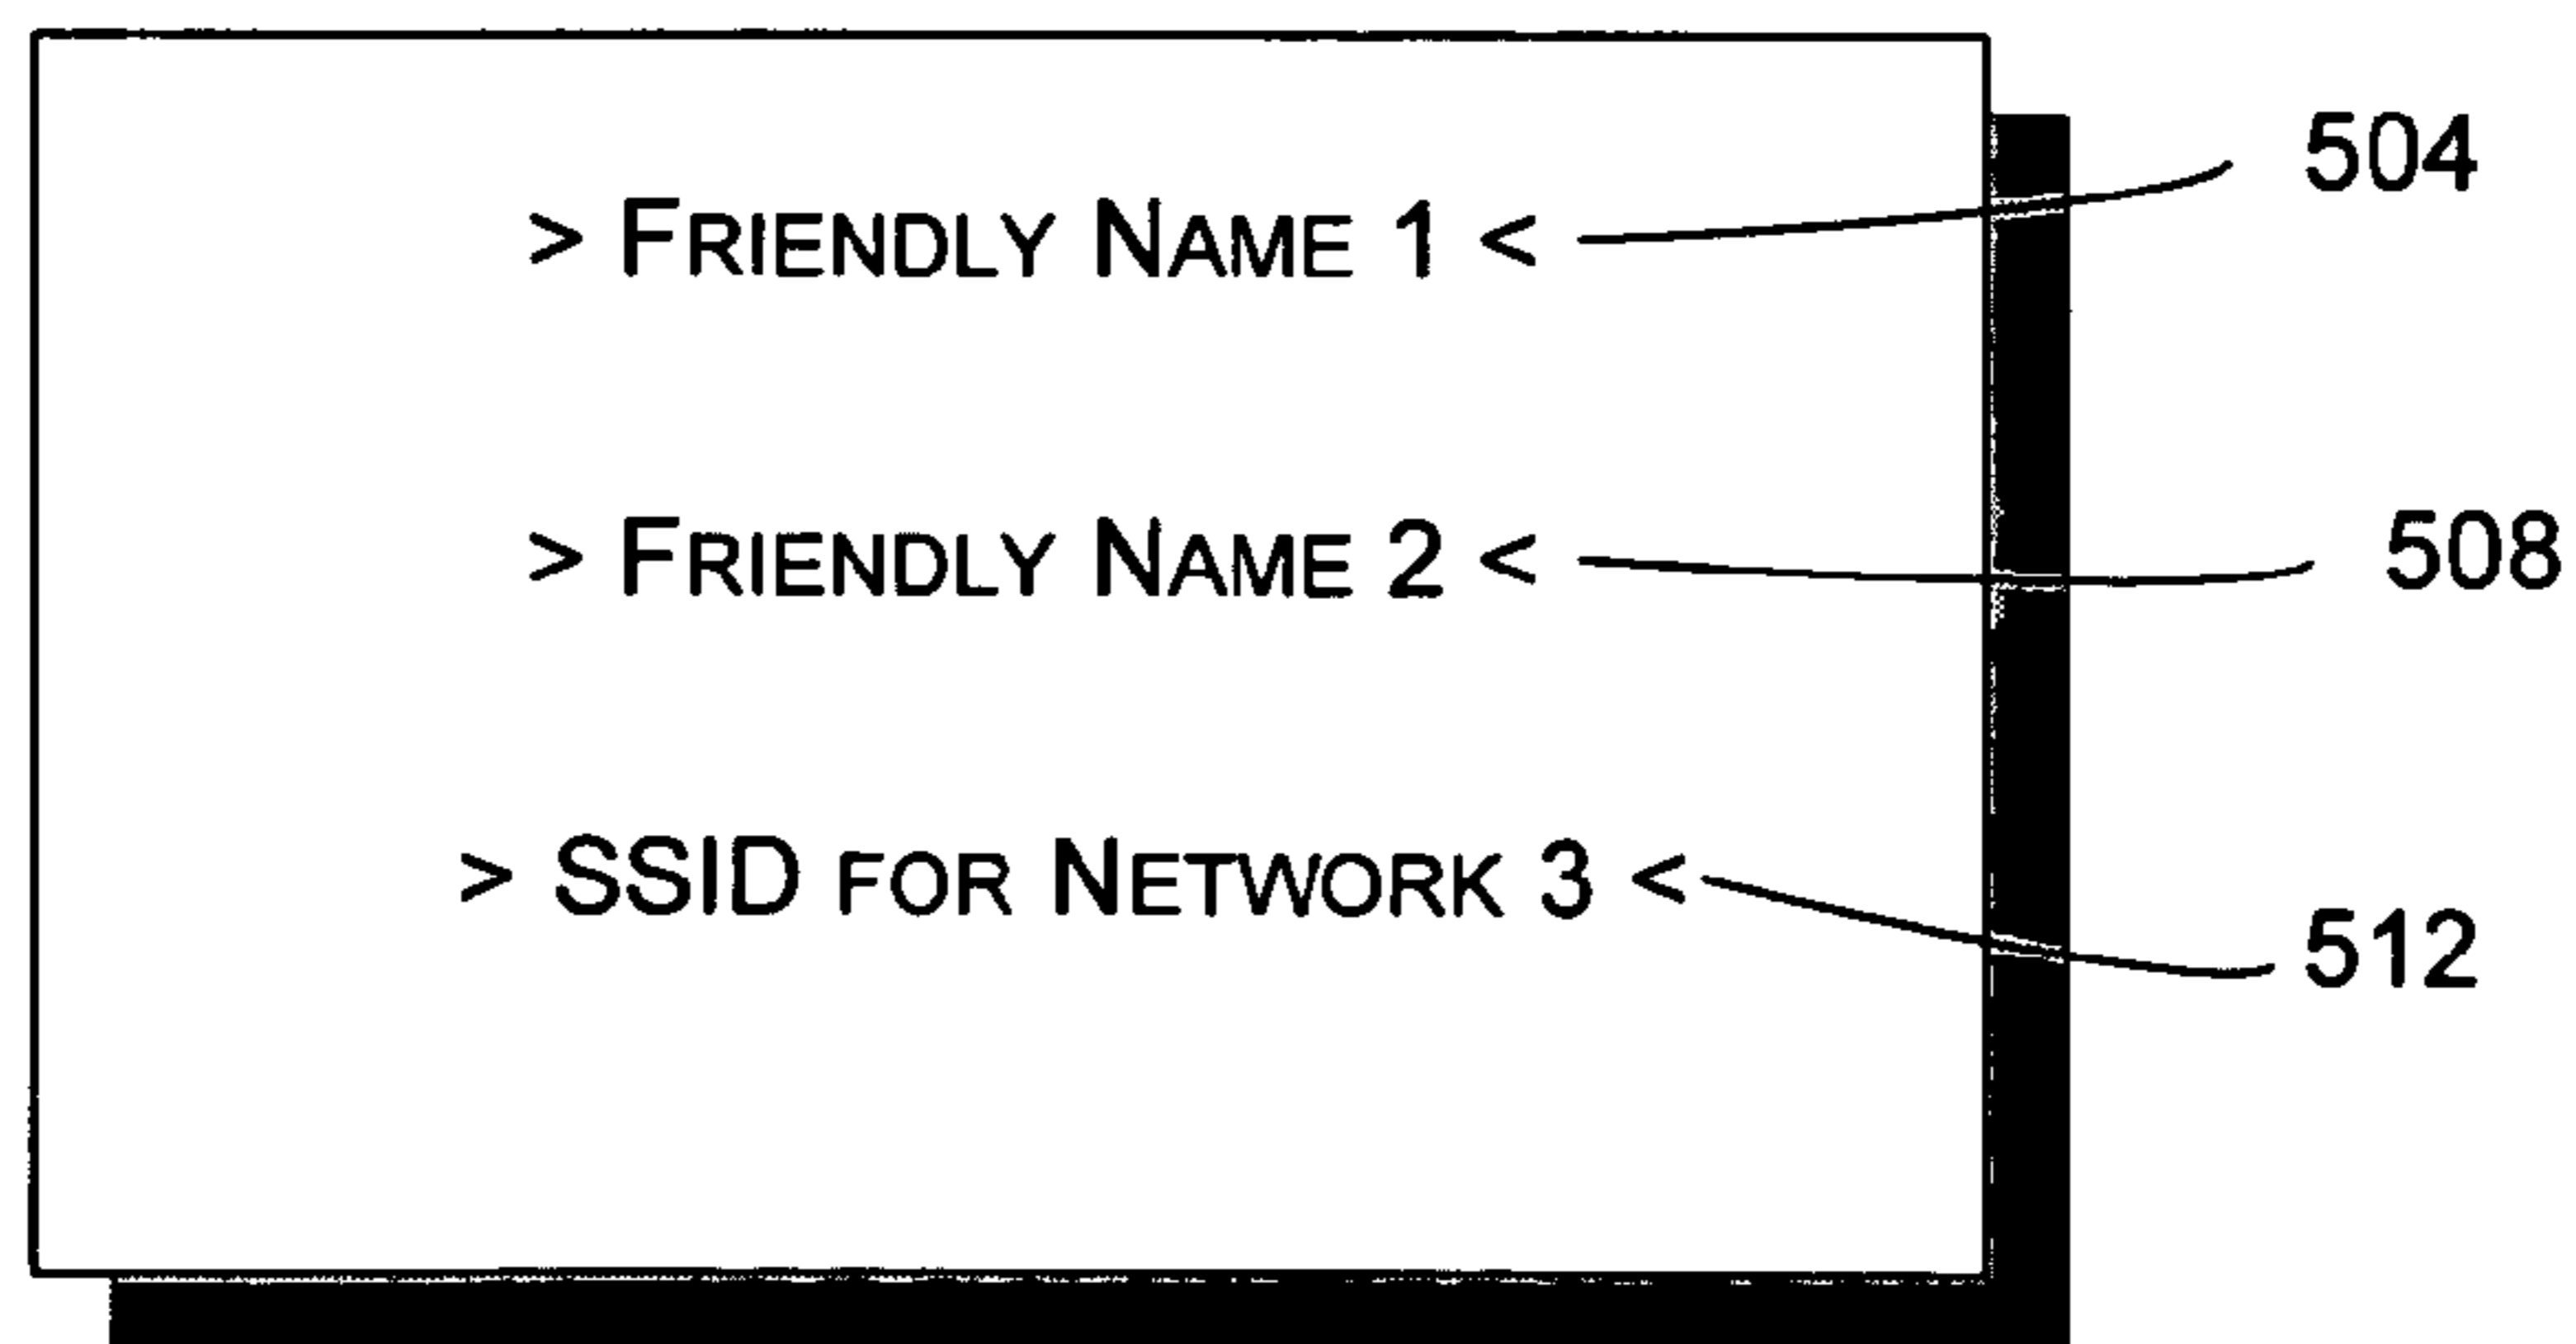 > FRIENDLY NAME 1 < 504
> FRIENDLY NAME 2 < 508
> SSID FOR NETWORK 3 < 512